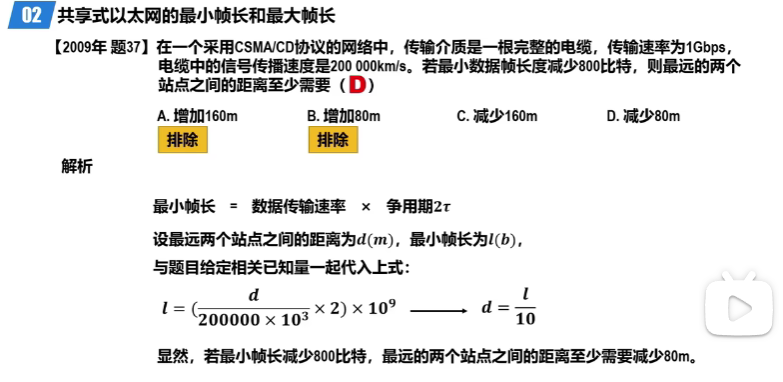 02 共享式以太网的最小帧长和最大帧长
【2009年 题37】在一个采用CSMA/CD协议的网络中，传输介质是一根完整的电缆，传输速率为1Gbps，
电缆中的信号传播速度是200 000km/s。若最小数据帧长度减少800比特，则最远的两个
站点之间的距离至少需要（D）
A. 增加160m B. 增加80m C. 减少160m D. 减少80m
排除 排除
解析
最小帧长 = 数据传输速率 × 争用期2τ
设最远两个站点之间的距离为d(m)，最小帧长为l(b)，
与题目给定相关已知量一起代入上式：
l = (d / 200000 × 10³ × 2) × 10⁹ ⟶ d = l / 10
显然，若最小帧长减少800比特，最远的两个站点之间的距离至少需要减少80m。